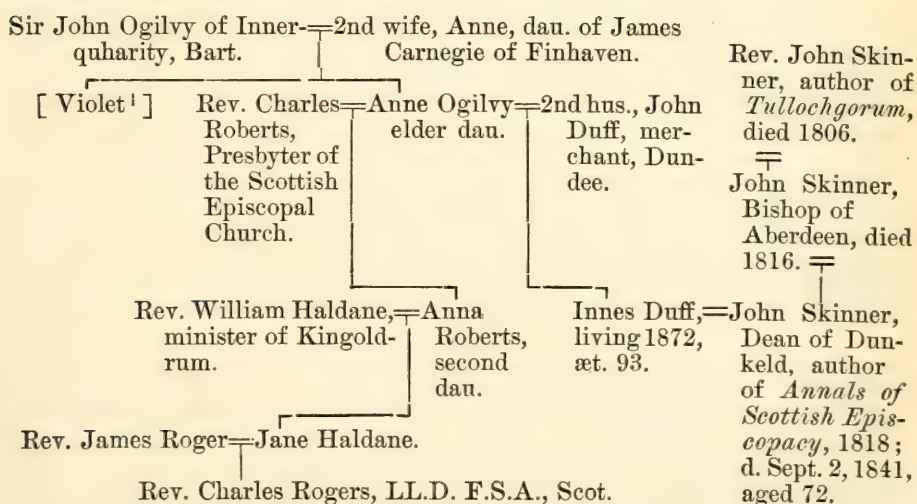 Sir John Ogilvy of Inner-
quharity, Bart.
2nd wife, Anne, dau. of James
Carnegie of Finhaven.
[ Violet¹ ]
Rev. Charles
Roberts,
Presbyter of
the Scottish
Episcopal
Church.
Anne Ogilvy
elder dau.
2nd hus., John
Duff, mer-
chant, Dun-
dee.
Rev. John Skin-
ner, author of
Tullochgorum,
died 1806.
John Skinner,
Bishop of
Aberdeen, died
1816.
Rev. William Haldane,
minister of Kingold-
rum.
Anna
Roberts,
second
dau.
Innes Duff,
living 1872,
æt. 93.
John Skinner,
Dean of Dun-
keld, author
of Annals of
Scottish Epis-
copacy, 1818;
d. Sept. 2, 1841,
aged 72.
Rev. James Roger
Jane Haldane.
Rev. Charles Rogers, LL.D. F.S.A., Scot.